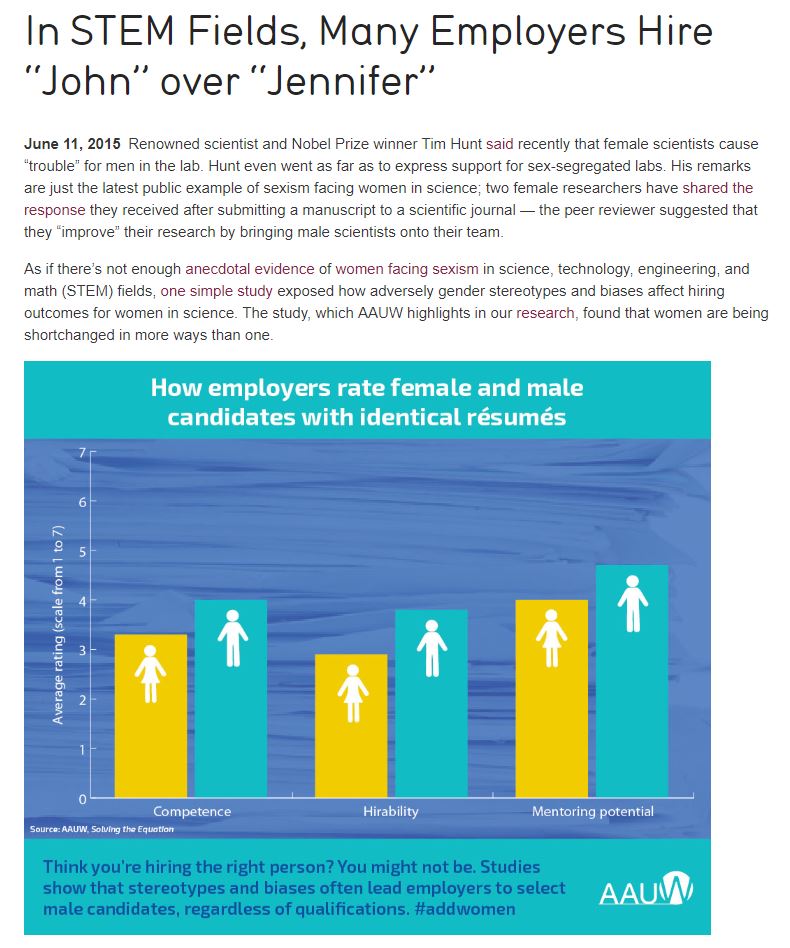 In STEM Fields, Many Employers Hire
“John” over “Jennifer”
June 11, 2015 Renowned scientist and Nobel Prize winner Tim Hunt said recently that female scientists cause
“trouble” for men in the lab. Hunt even went as far as to express support for sex-segregated labs. His remarks
are just the latest public example of sexism facing women in science; two female researchers have shared the
response they received after submitting a manuscript to a scientific journal — the peer reviewer suggested that
they “improve” their research by bringing male scientists onto their team.
As if there’s not enough anecdotal evidence of women facing sexism in science, technology, engineering, and
math (STEM) fields, one simple study exposed how adversely gender stereotypes and biases affect hiring
outcomes for women in science. The study, which AAUW highlights in our research, found that women are being
shortchanged in more ways than one.
How employers rate female and male
candidates with identical résumés
Average rating (scale from 1 to 7)
7
6
5
4
3
2
1
0
Competence
Hirability
Mentoring potential
Source: AAUW, Solving the Equation
Think you’re hiring the right person? You might not be. Studies
show that stereotypes and biases often lead employers to select
male candidates, regardless of qualifications. #addwomen
AAUW